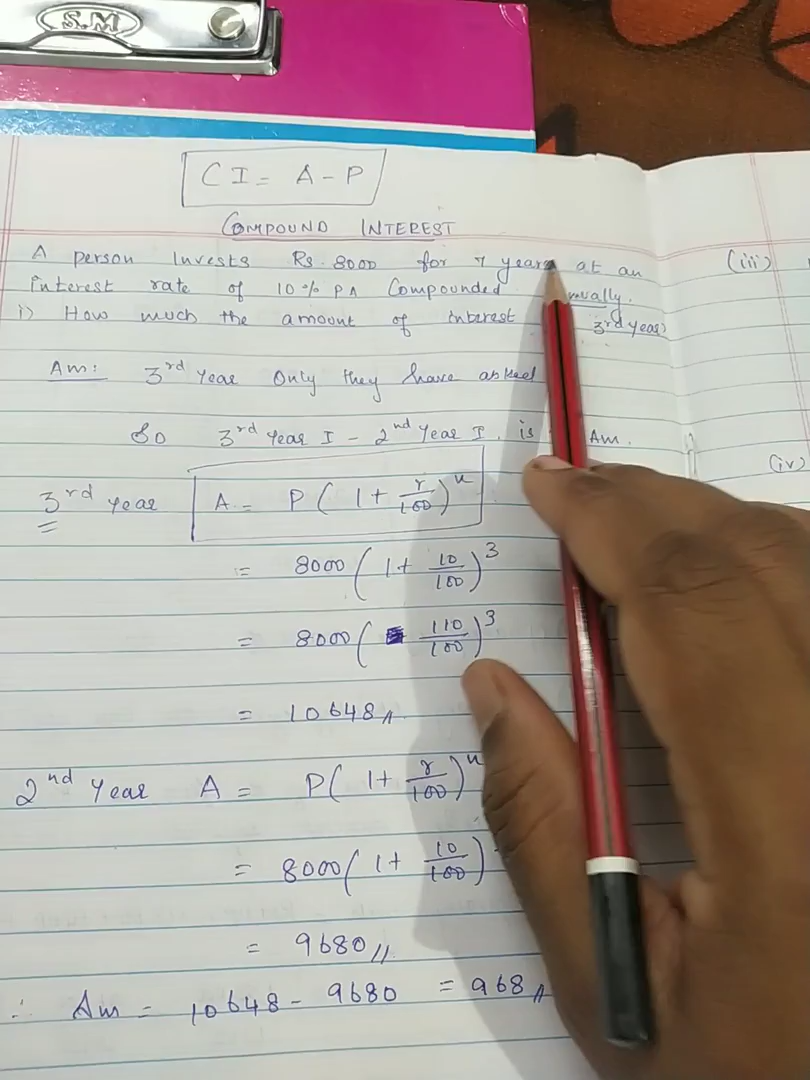 S.M
CI = A - P
COMPOUND INTEREST
A person Invests Rs. 8000 for 7 years at an
interest rate of 10% PA Compounded nually.
i) How much the amount of interest 3rd year)
Am: 3rd Year Only they have asked
So 3rd Year I - 2nd Year I. is Am.
3rd year A = P ( 1 + r/100 )^n
= 8000 ( 1 + 10/100 )^3
= 8000 ( 110/100 )^3
= 10648
2nd Year A = P ( 1 + r/100 )^n
= 8000 ( 1 + 10/100 )
= 9680 //
∴ Am = 10648 - 9680 = 968
(iii)
(iv)